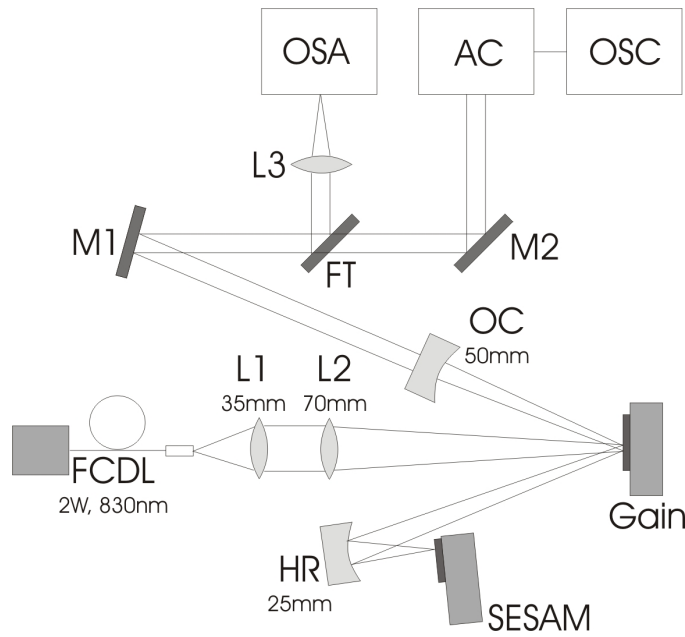 OSA
AC
OSC
L3
M1
M2
FT
OC
50mm
L1
L2
35mm
70mm
FCDL
2W, 830nm
Gain
HR
25mm
SESAM